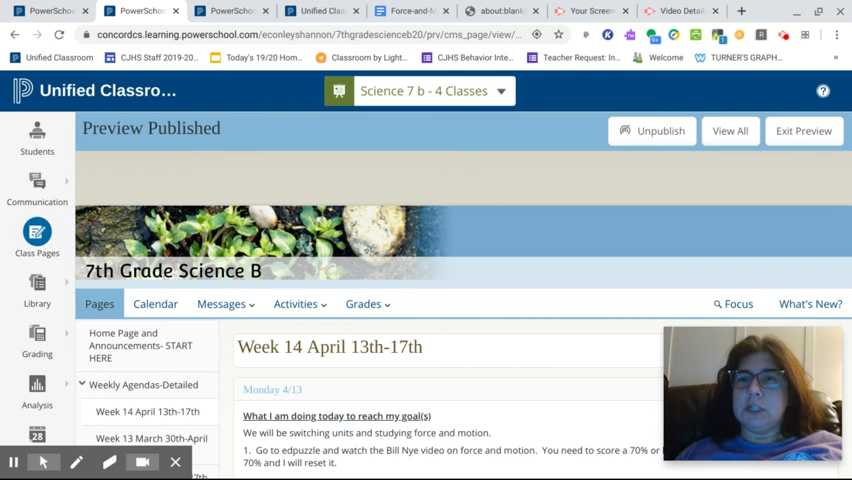 PowerSchoo
PowerSchoo
PowerSchoo
Unified Clas
Force-and-M
about:blank
Your Screen
Video Detai
concordcs.learning.powerschool.com/econleyshannon/7thgradescienceb20/prv/cms_page/view/...
Unified Classroom
CJHS Staff 2019-20...
Today's 19/20 Hom...
Classroom by Light...
CJHS Behavior Inte...
Teacher Request: In...
Welcome
TURNER'S GRAPH...
Unified Classro...
Science 7 b - 4 Classes
Preview Published
Unpublish
View All
Exit Preview
Students
Communication
Class Pages
Library
Grading
Analysis
28
7th Grade Science B
Pages
Calendar
Messages
Activities
Grades
Focus
What's New?
Home Page and
Announcements- START
HERE
Weekly Agendas-Detailed
Week 14 April 13th-17th
Week 13 March 30th-April
Week 14 April 13th-17th
Monday 4/13
What I am doing today to reach my goal(s)
We will be switching units and studying force and motion.
1. Go to edpuzzle and watch the Bill Nye video on force and motion. You need to score a 70% or
70% and I will reset it.